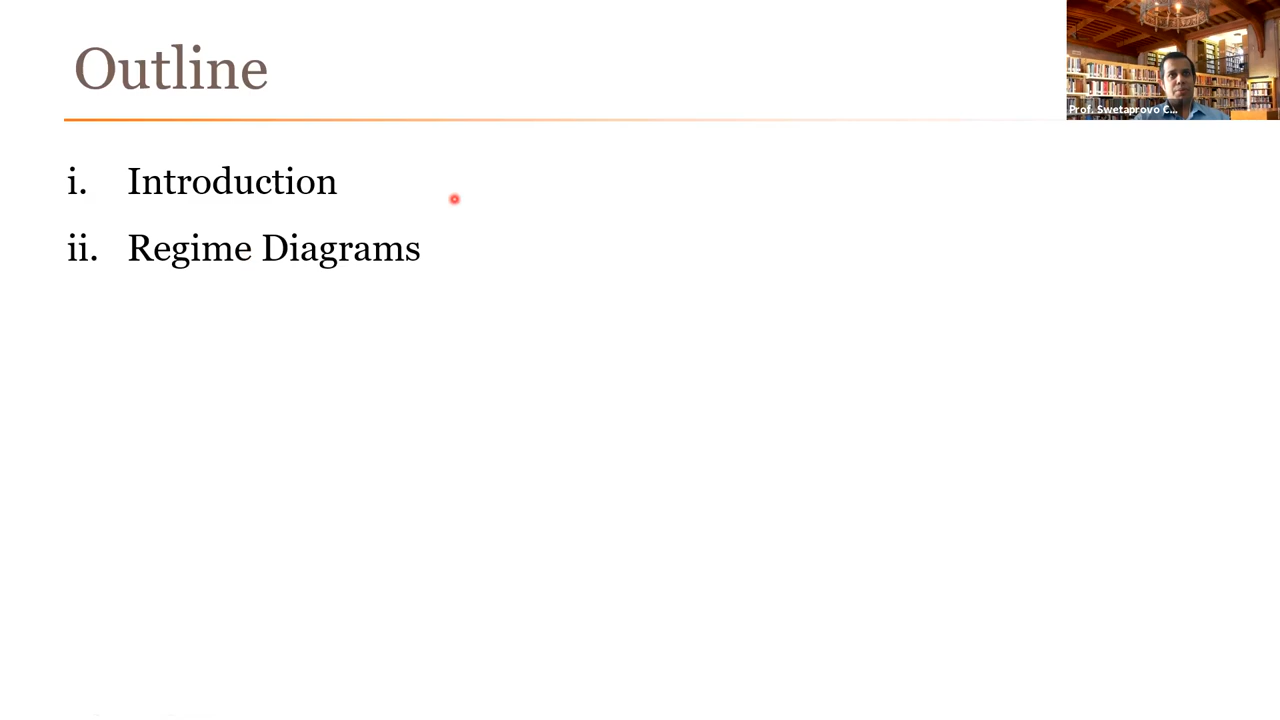 Outline
Prof. Swetaprovo C...
i. Introduction
ii. Regime Diagrams